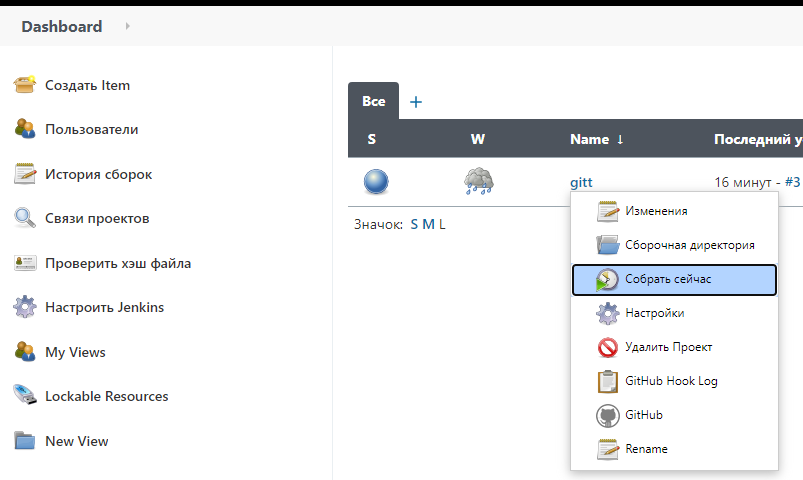 Dashboard
Создать Item
Пользователи
История сборок
Связи проектов
Проверить хэш файла
Настроить Jenkins
My Views
Lockable Resources
New View
Все +
S W Name ↓ Последний у
gitt 16 минут - #3
Значок: S M L
Изменения
Сборочная директория
Собрать сейчас
Настройки
Удалить Проект
GitHub Hook Log
GitHub
Rename